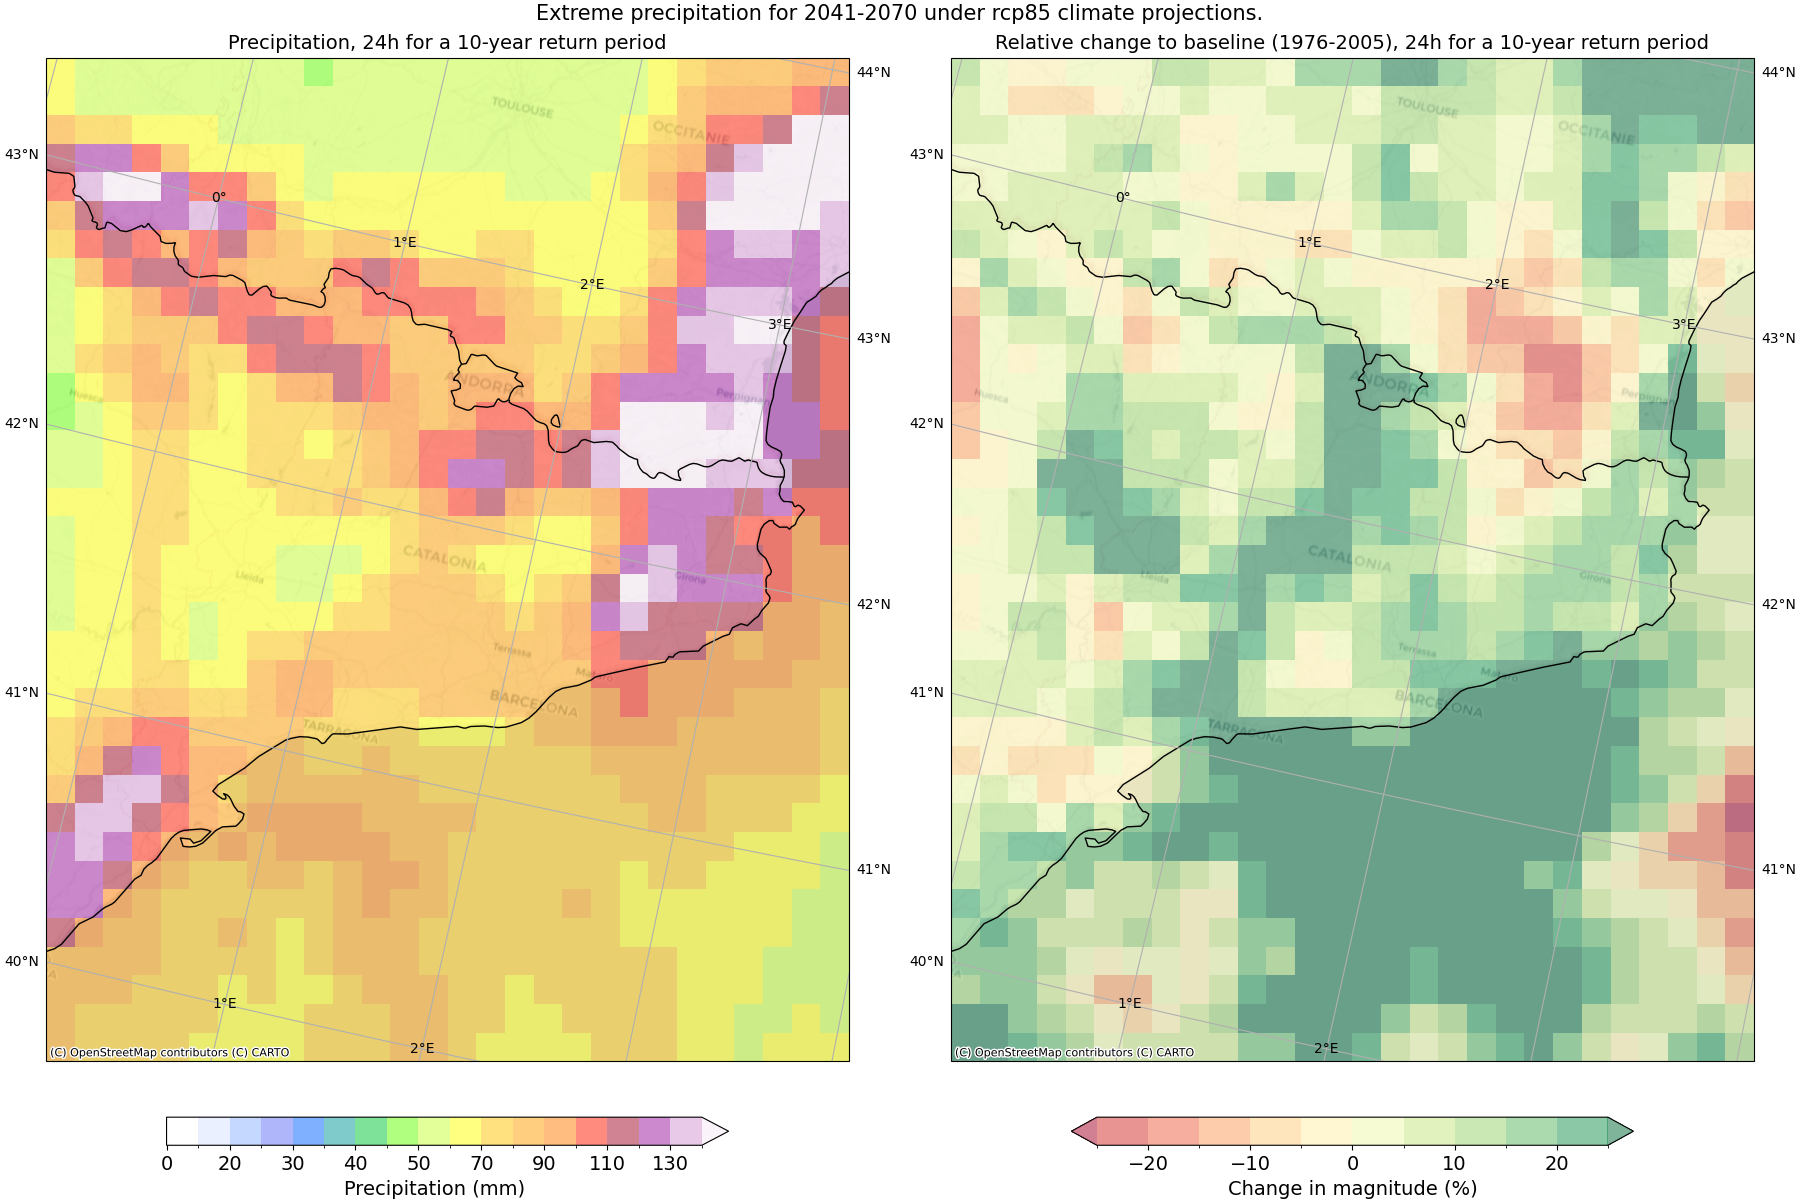 Extreme precipitation for 2041-2070 under rcp85 climate projections.
Precipitation, 24h for a 10-year return period
Relative change to baseline (1976-2005), 24h for a 10-year return period
44°N
44°N
TOULOUSE
TOULOUSE
OCCITANIE
OCCITANIE
43°N
43°N
0°
0°
1°E
1°E
2°E
2°E
3°E
3°E
43°N
43°N
ANDORRA
ANDORRA
Huesca
Huesca
Perpignan
Perpignan
42°N
42°N
CATALONIA
CATALONIA
Lleida
Lleida
Girona
Girona
42°N
42°N
Terrassa
Terrassa
Mataró
Mataró
41°N
41°N
BARCELONA
BARCELONA
TARRAGONA
TARRAGONA
41°N
41°N
40°N
40°N
1°E
1°E
2°E
2°E
(C) OpenStreetMap contributors (C) CARTO
(C) OpenStreetMap contributors (C) CARTO
0 20 30 40 50 70 90 110 130
Precipitation (mm)
−20 −10 0 10 20
Change in magnitude (%)